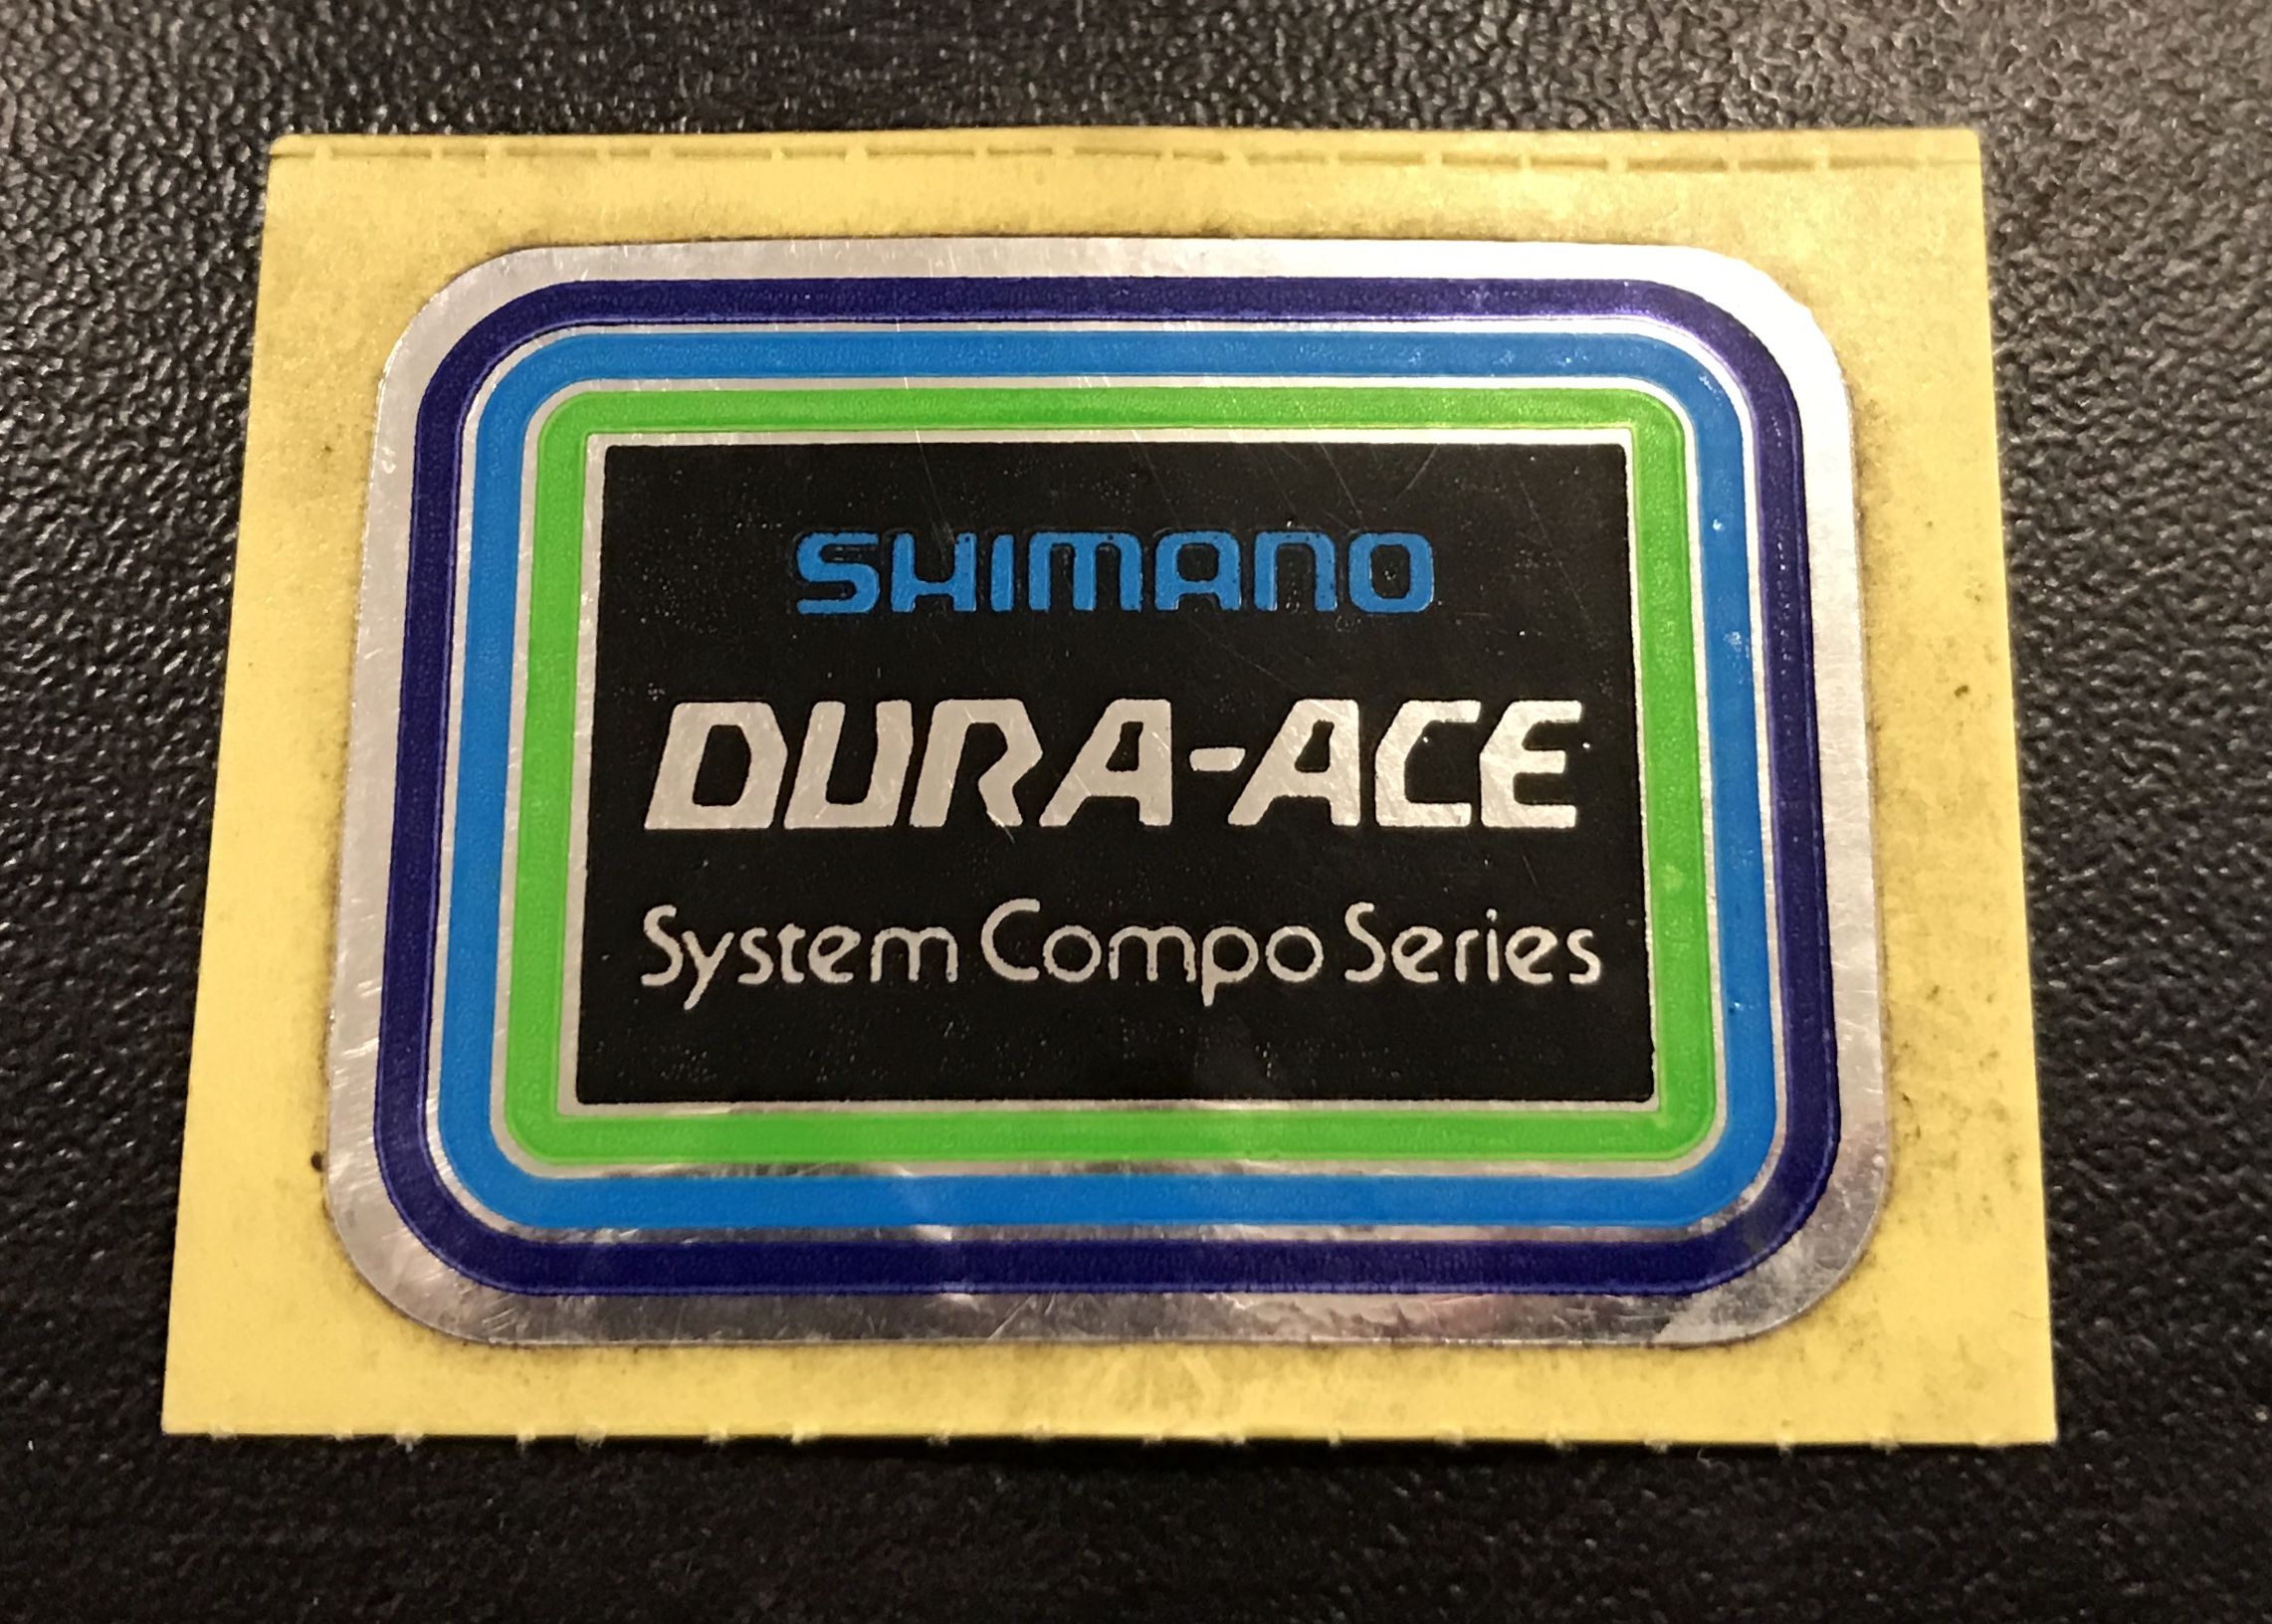 SHIMANO
DURA-ACE
System Compo Series